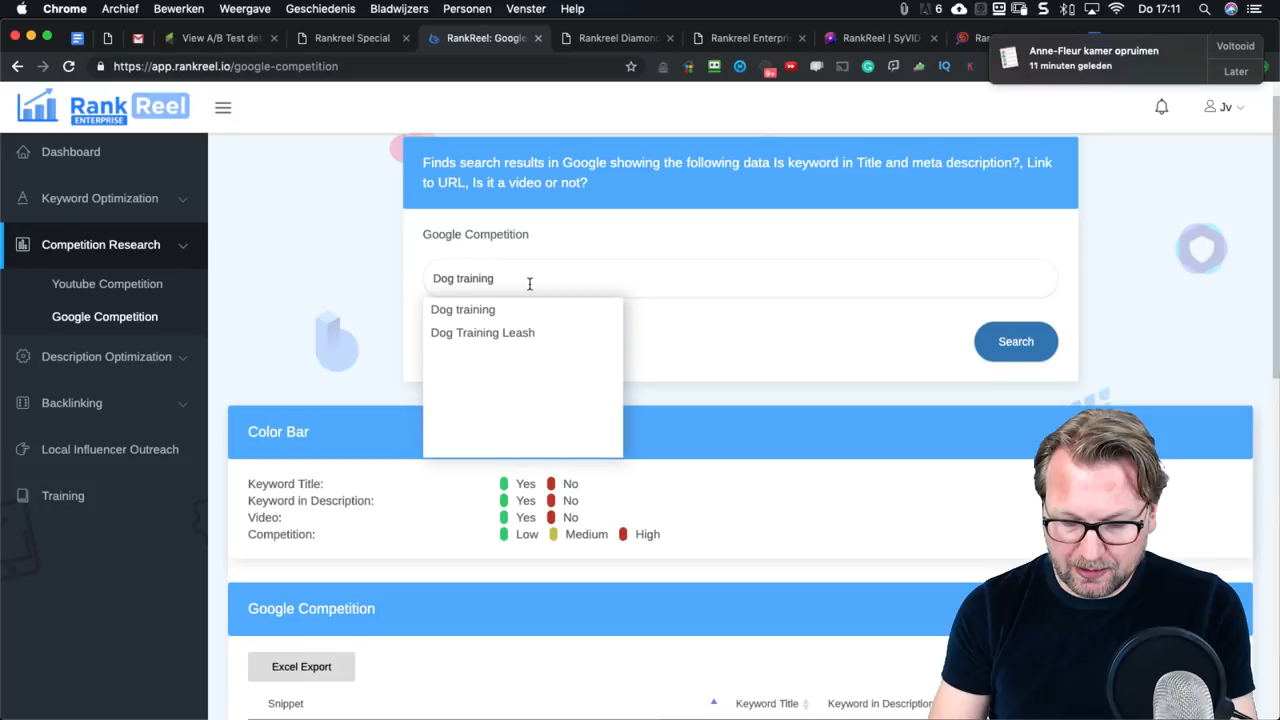 Chrome Archief Bewerken Weergave Geschiedenis Bladwijzers Personen Venster Help 6 Do 17:11
View A/B Test det Rankreel Special RankReel: Google Rankreel Diamond Rankreel Enterpris RankReel | SyVID Ran
https://app.rankreel.io/google-competition
Anne-Fleur kamer opruimen
11 minuten geleden
Voltooid
Later
Rank Reel
ENTERPRISE
Jv
Dashboard
Keyword Optimization
Competition Research
Youtube Competition
Google Competition
Description Optimization
Backlinking
Local Influencer Outreach
Training
Finds search results in Google showing the following data Is keyword in Title and meta description?, Link
to URL, Is it a video or not?
Google Competition
Dog training
Dog training
Dog Training Leash
Search
Color Bar
Keyword Title: Yes No
Keyword in Description: Yes No
Video: Yes No
Competition: Low Medium High
Google Competition
Excel Export
Snippet Keyword Title Keyword in Description